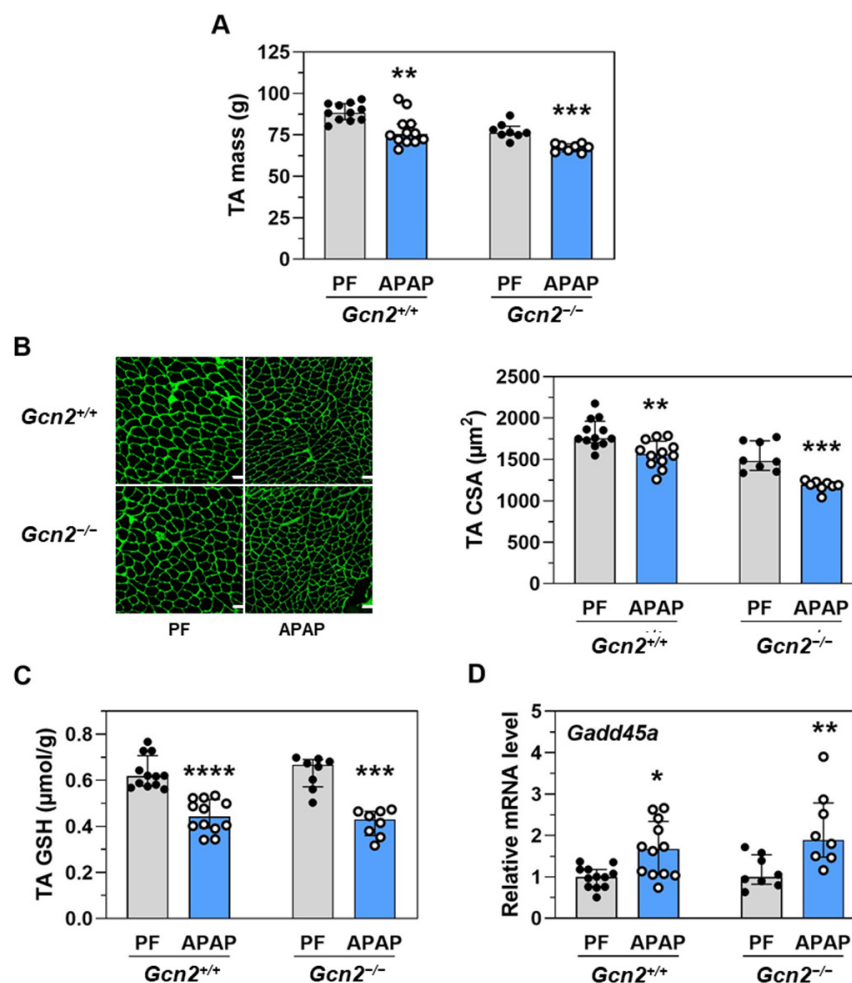 A
TA mass (g)
125
100
75
50
25
0
**
***
PF APAP PF APAP
Gcn2+/+ Gcn2−/−
B
Gcn2+/+
Gcn2−/−
PF APAP
TA CSA (µm²)
2500
2000
1500
1000
500
0
**
***
PF APAP PF APAP
Gcn2+/+ Gcn2−/−
C
TA GSH (µmol/g)
0.8
0.6
0.4
0.2
0.0
****
***
PF APAP PF APAP
Gcn2+/+ Gcn2−/−
D
Relative mRNA level
5
4
3
2
1
0
Gadd45a
*
**
PF APAP PF APAP
Gcn2+/+ Gcn2−/−